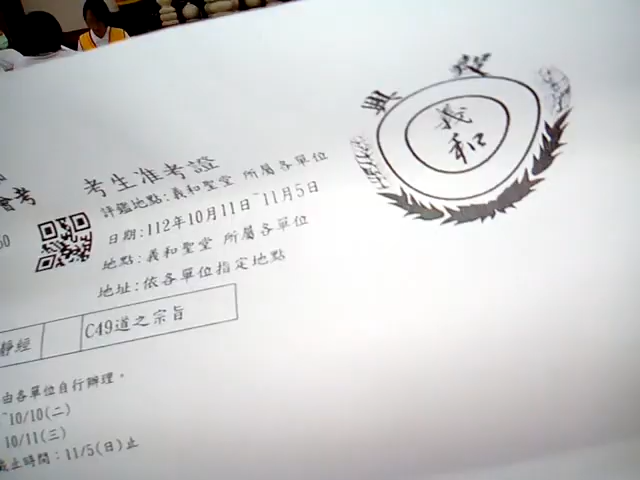 義
和
會考
考生准考證
評鑑地點:義和聖堂 所屬各單位
日期:112年10月11日~11月5日
地點:義和聖堂 所屬各單位
地址:依各單位指定地點
靜經
C49道之宗旨
由各單位自行辦理。
~10/10(二)
10/11(三)
截止時間:11/5(日)止